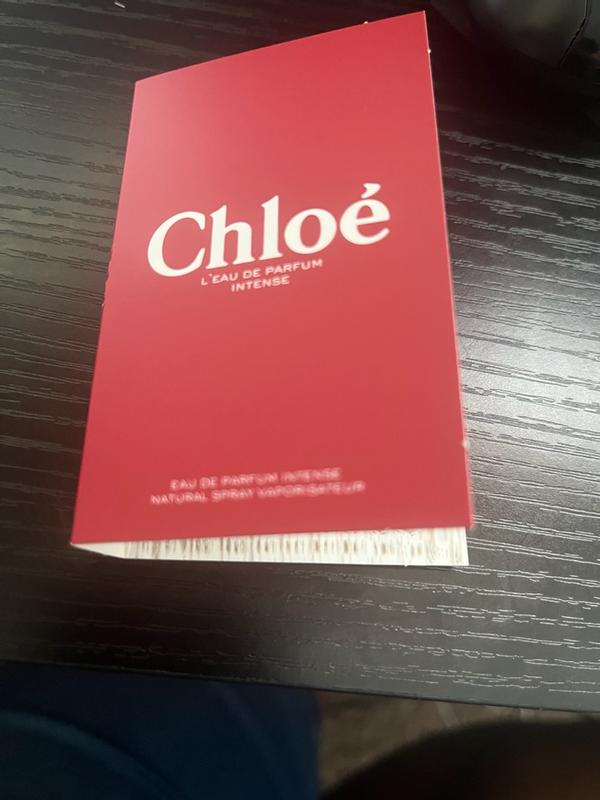 Chloé
L'EAU DE PARFUM
INTENSE
EAU DE PARFUM INTENSE
NATURAL SPRAY VAPORISATEUR